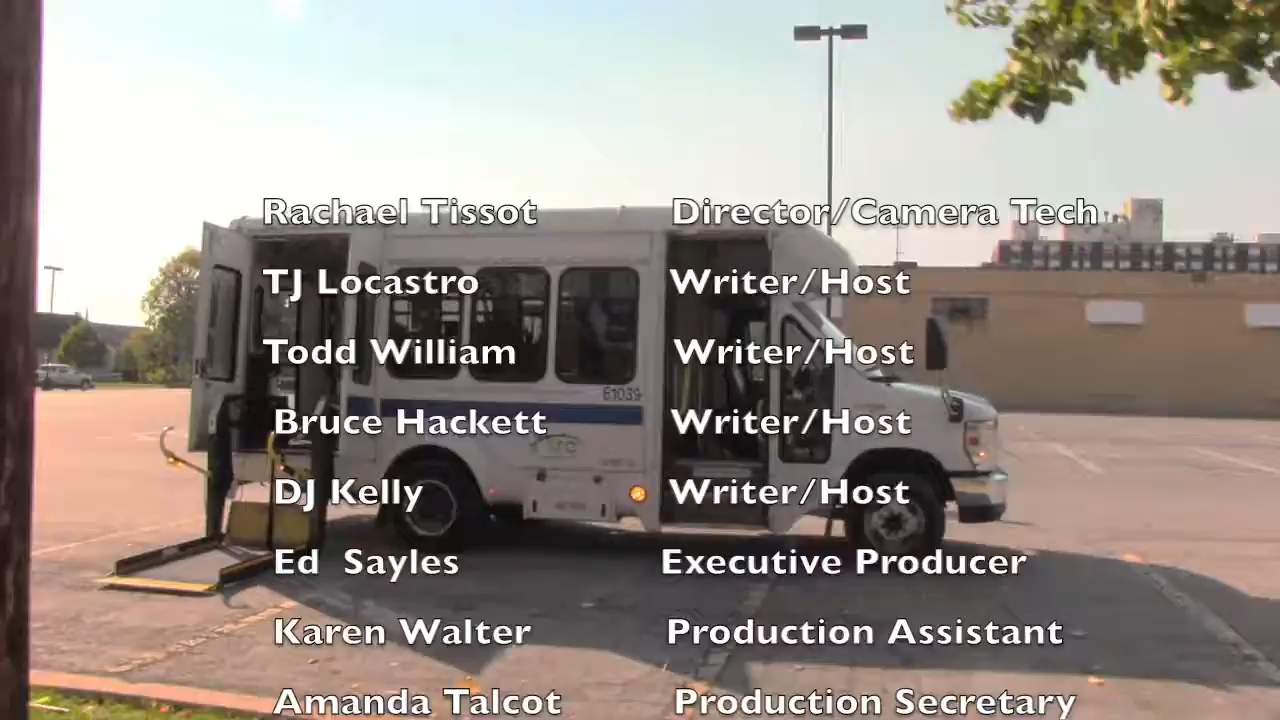 Rachael Tissot Director/Camera Tech
TJ Locastro Writer/Host
Todd William Writer/Host
E1039
Bruce Hackett Writer/Host
arc
DJ Kelly Writer/Host
Ed Sayles Executive Producer
Karen Walter Production Assistant
Amanda Talcot Production Secretary